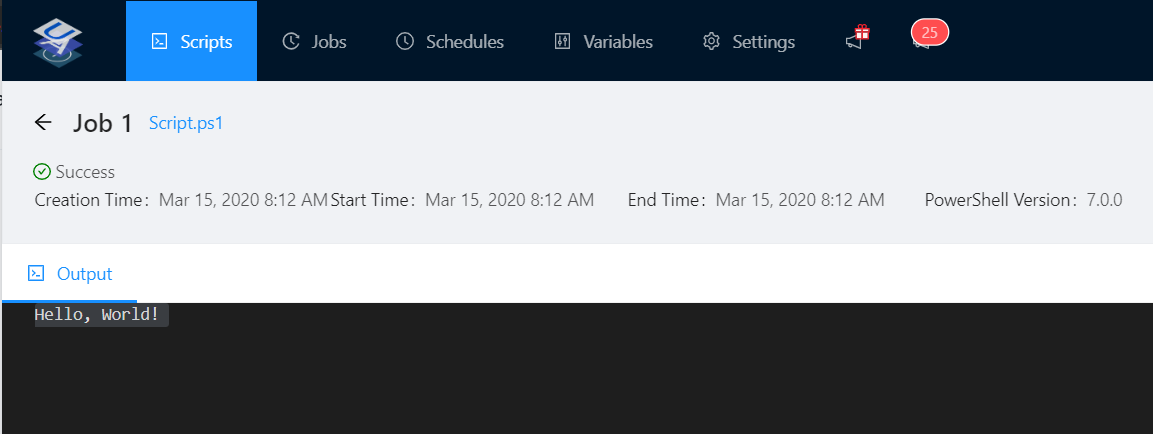 UA Scripts Jobs Schedules Variables Settings 25
Job 1 Script.ps1
Success
Creation Time: Mar 15, 2020 8:12 AM Start Time: Mar 15, 2020 8:12 AM End Time: Mar 15, 2020 8:12 AM PowerShell Version: 7.0.0
Output
Hello, World!